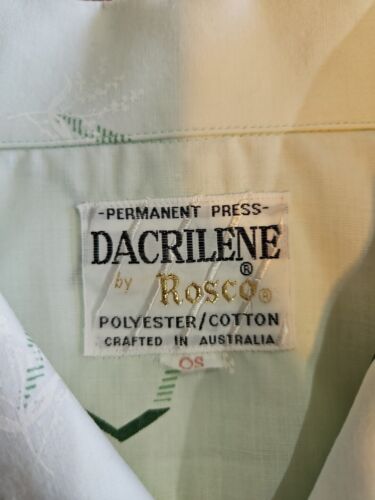 -PERMANENT PRESS-
DACRILENE®
by Rosco®
POLYESTER/COTTON
CRAFTED IN AUSTRALIA
OS